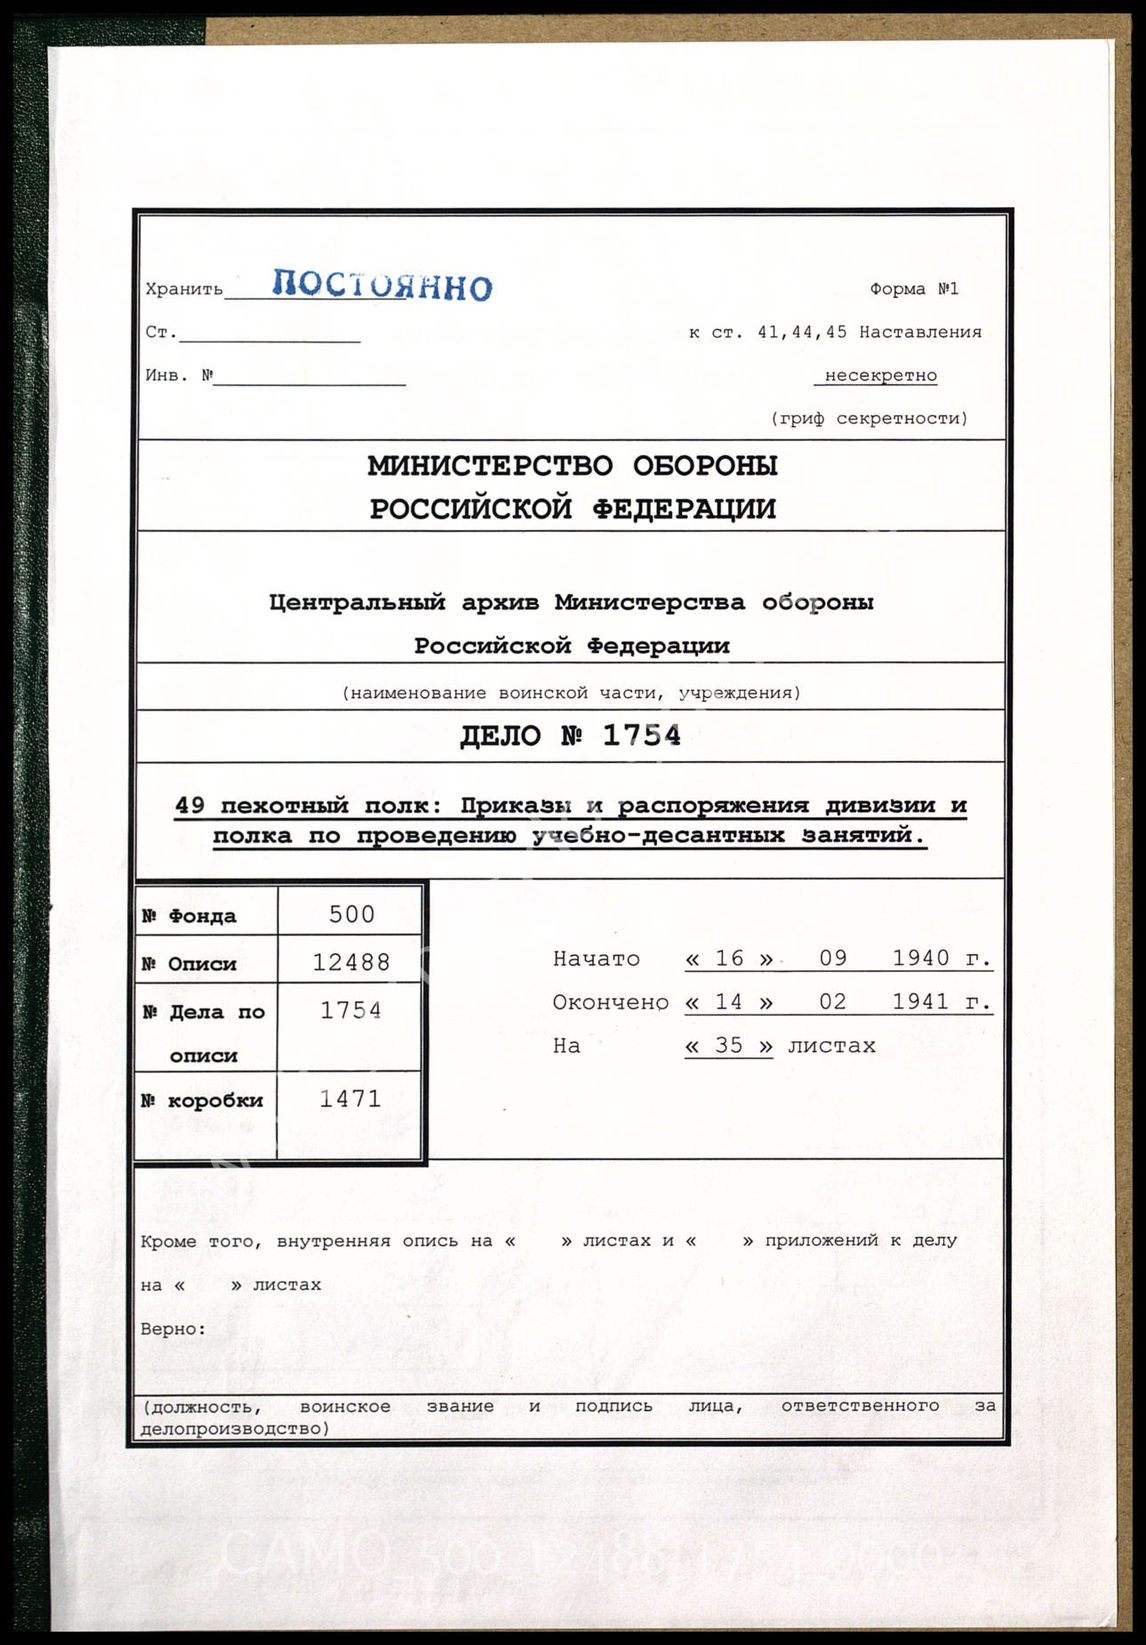 Хранить ПОСТОЯННО Форма №1
Ст. к ст. 41,44,45 Наставления
Инв. № несекретно
(гриф секретности)
МИНИСТЕРСТВО ОБОРОНЫ
РОССИЙСКОЙ ФЕДЕРАЦИИ
Центральный архив Министерства обороны
Российской Федерации
(наименование воинской части, учреждения)
ДЕЛО № 1754
49 пехотный полк: Приказы и распоряжения дивизии и
полка по проведению учебно-десантных занятий.
№ Фонда 500
№ Описи 12488
№ Дела по 1754
описи
№ коробки 1471
Начато « 16 » 09 1940 г.
Окончено « 14 » 02 1941 г.
На « 35 » листах
Кроме того, внутренняя опись на « » листах и « » приложений к делу
на « » листах
Верно:
(должность, воинское звание и подпись лица, ответственного за
делопроизводство)